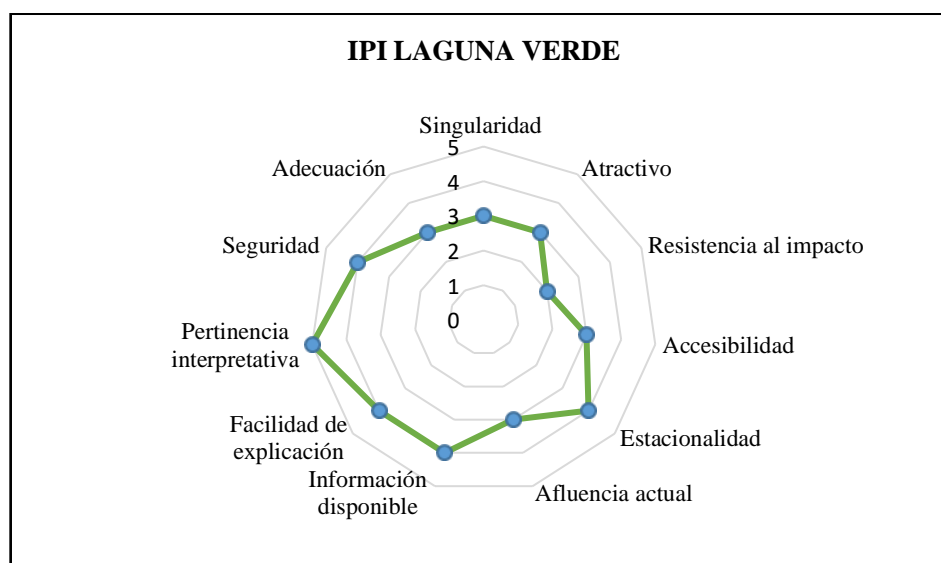 IPI LAGUNA VERDE
Singularidad
Atractivo
Resistencia al impacto
Accesibilidad
Estacionalidad
Afluencia actual
Información
disponible
Facilidad de
explicación
Pertinencia
interpretativa
Seguridad
Adecuación
5
4
3
2
1
0